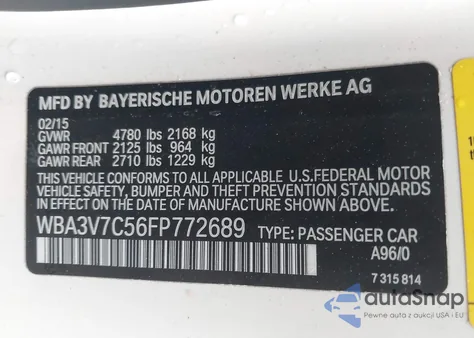 MFD BY BAYERISCHE MOTOREN WERKE AG
02/15
GVWR 4780 lbs 2168 kg
GAWR FRONT 2125 lbs 964 kg
GAWR REAR 2710 lbs 1229 kg
THIS VEHICLE CONFORMS TO ALL APPLICABLE U.S.FEDERAL MOTOR
VEHICLE SAFETY, BUMPER, AND THEFT PREVENTION STANDARDS
IN EFFECT ON THE DATE OF MANUFACTURE SHOWN ABOVE.
WBA3V7C56FP772689 TYPE: PASSENGER CAR
A96/0
7 315 814
autoSnap
Pewne auta z aukcji USA i EU